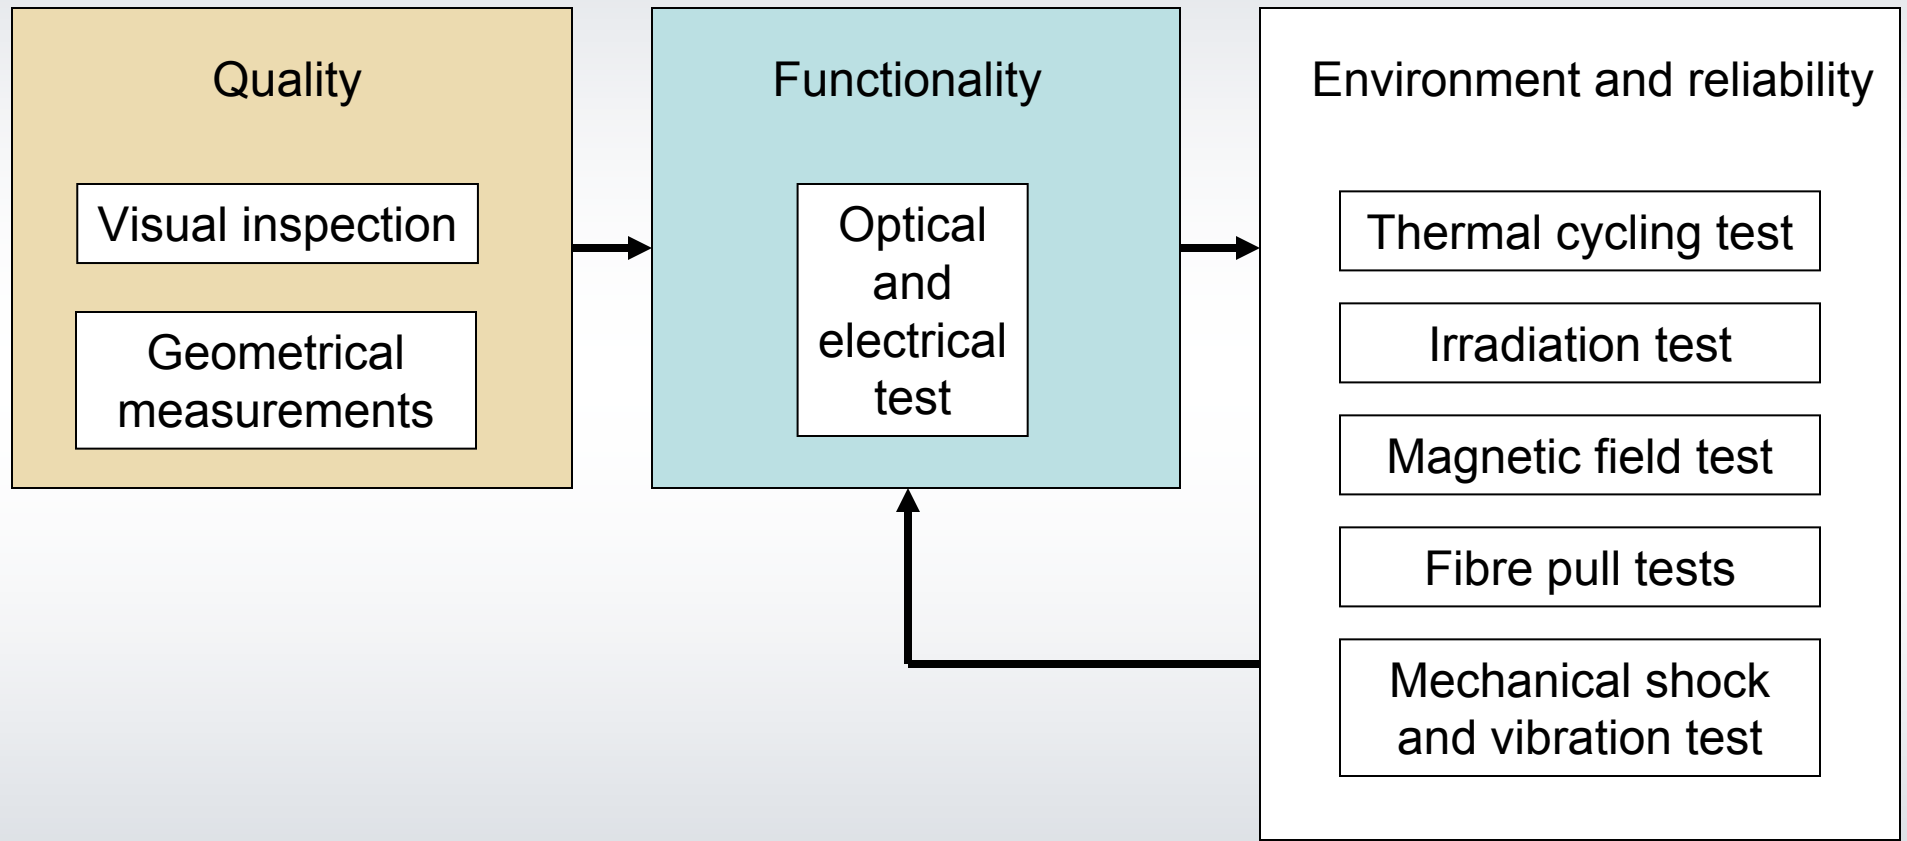 Quality
Visual inspection
Geometrical
measurements
Functionality
Optical
and
electrical
test
Environment and reliability
Thermal cycling test
Irradiation test
Magnetic field test
Fibre pull tests
Mechanical shock
and vibration test